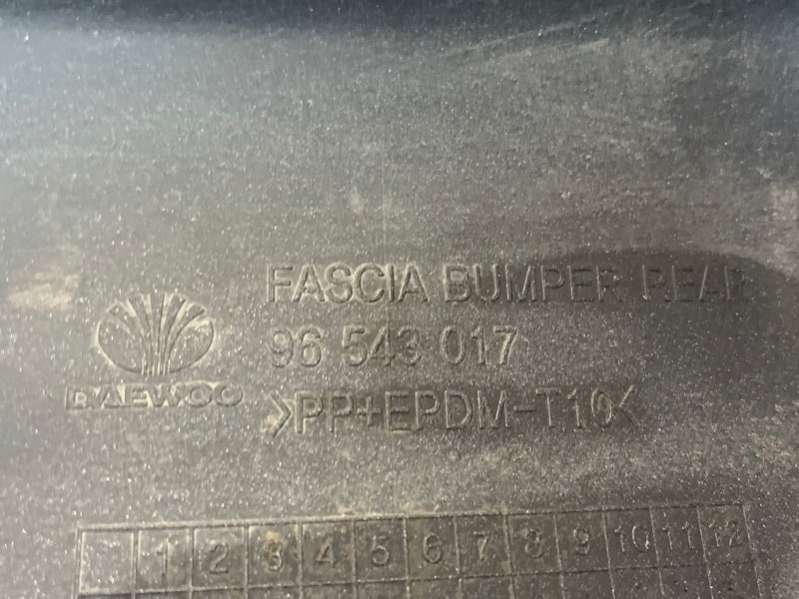 FASCIA BUMPER REAR
96 543 017
DAEWOO
>PP+EPDM-T10<
1 2 3 4 5 6 7 8 9 10 11 12